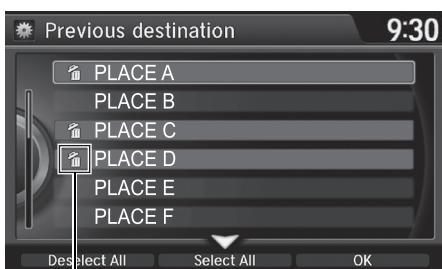 Previous destination 9:30
PLACE A
PLACE B
PLACE C
PLACE D
PLACE E
PLACE F
Deselect All Select All OK